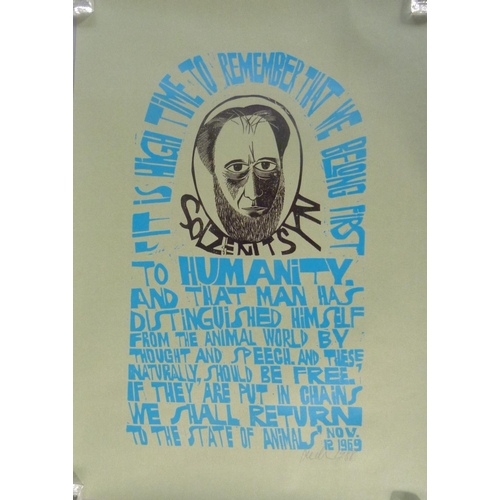 'IT IS HIGH TIME TO REMEMBER THAT WE BELONG FIRST
SOLZENITSYN
TO HUMANITY.
AND THAT MAN HAS
DISTINGUISHED HIMSELF
FROM THE ANIMAL WORLD BY
THOUGHT AND SPEECH. AND THESE
NATURALLY, SHOULD BE FREE
IF THEY ARE PUT IN CHAINS
WE SHALL RETURN
TO THE STATE OF ANIMALS' NOV.
12 1969